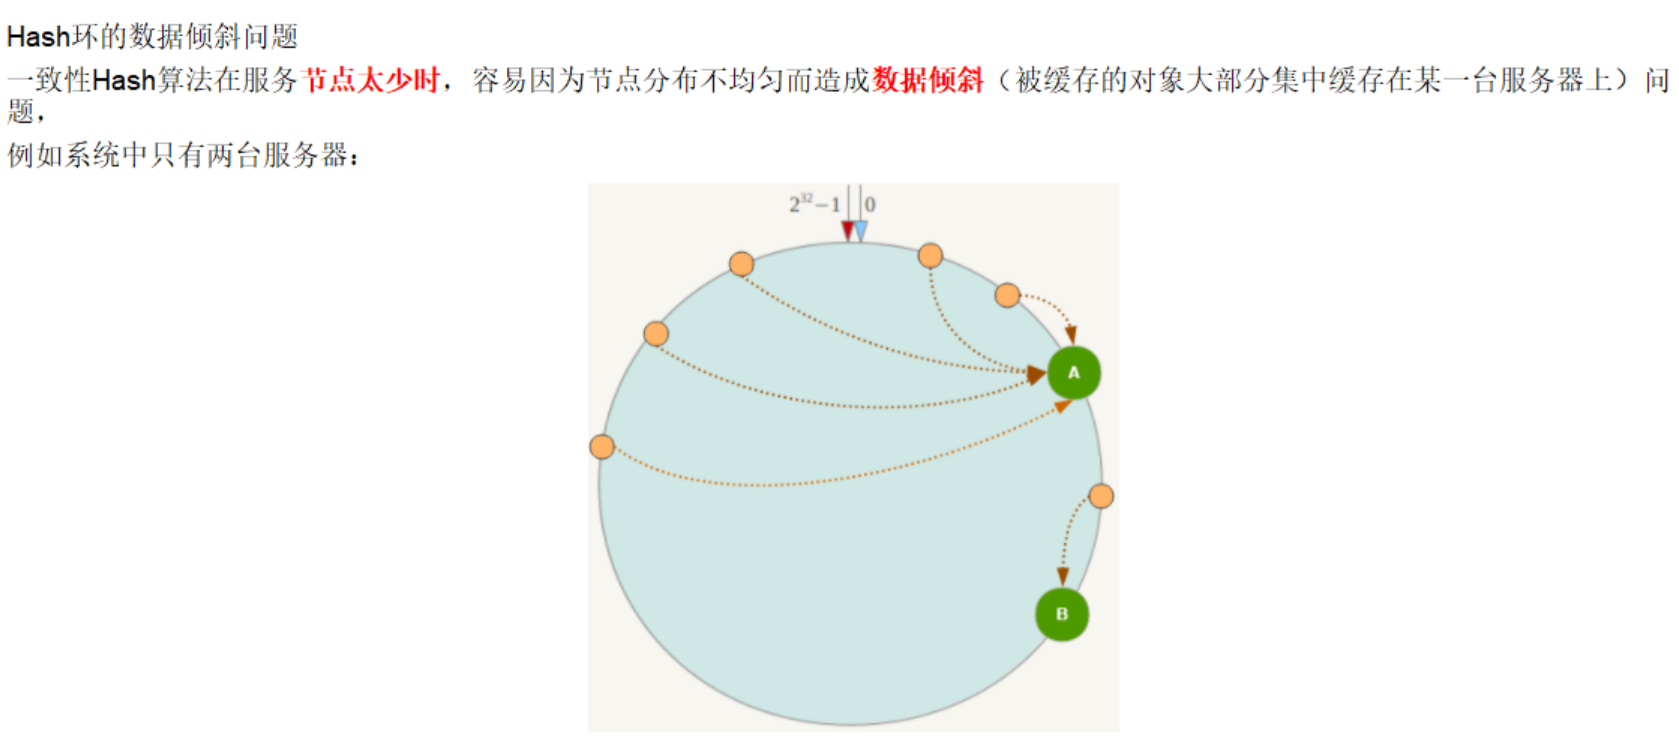 Hash环的数据倾斜问题
一致性Hash算法在服务节点太少时，容易因为节点分布不均匀而造成数据倾斜（被缓存的对象大部分集中缓存在某一台服务器上）问
题，
例如系统中只有两台服务器：
2³²−1 0
A
B